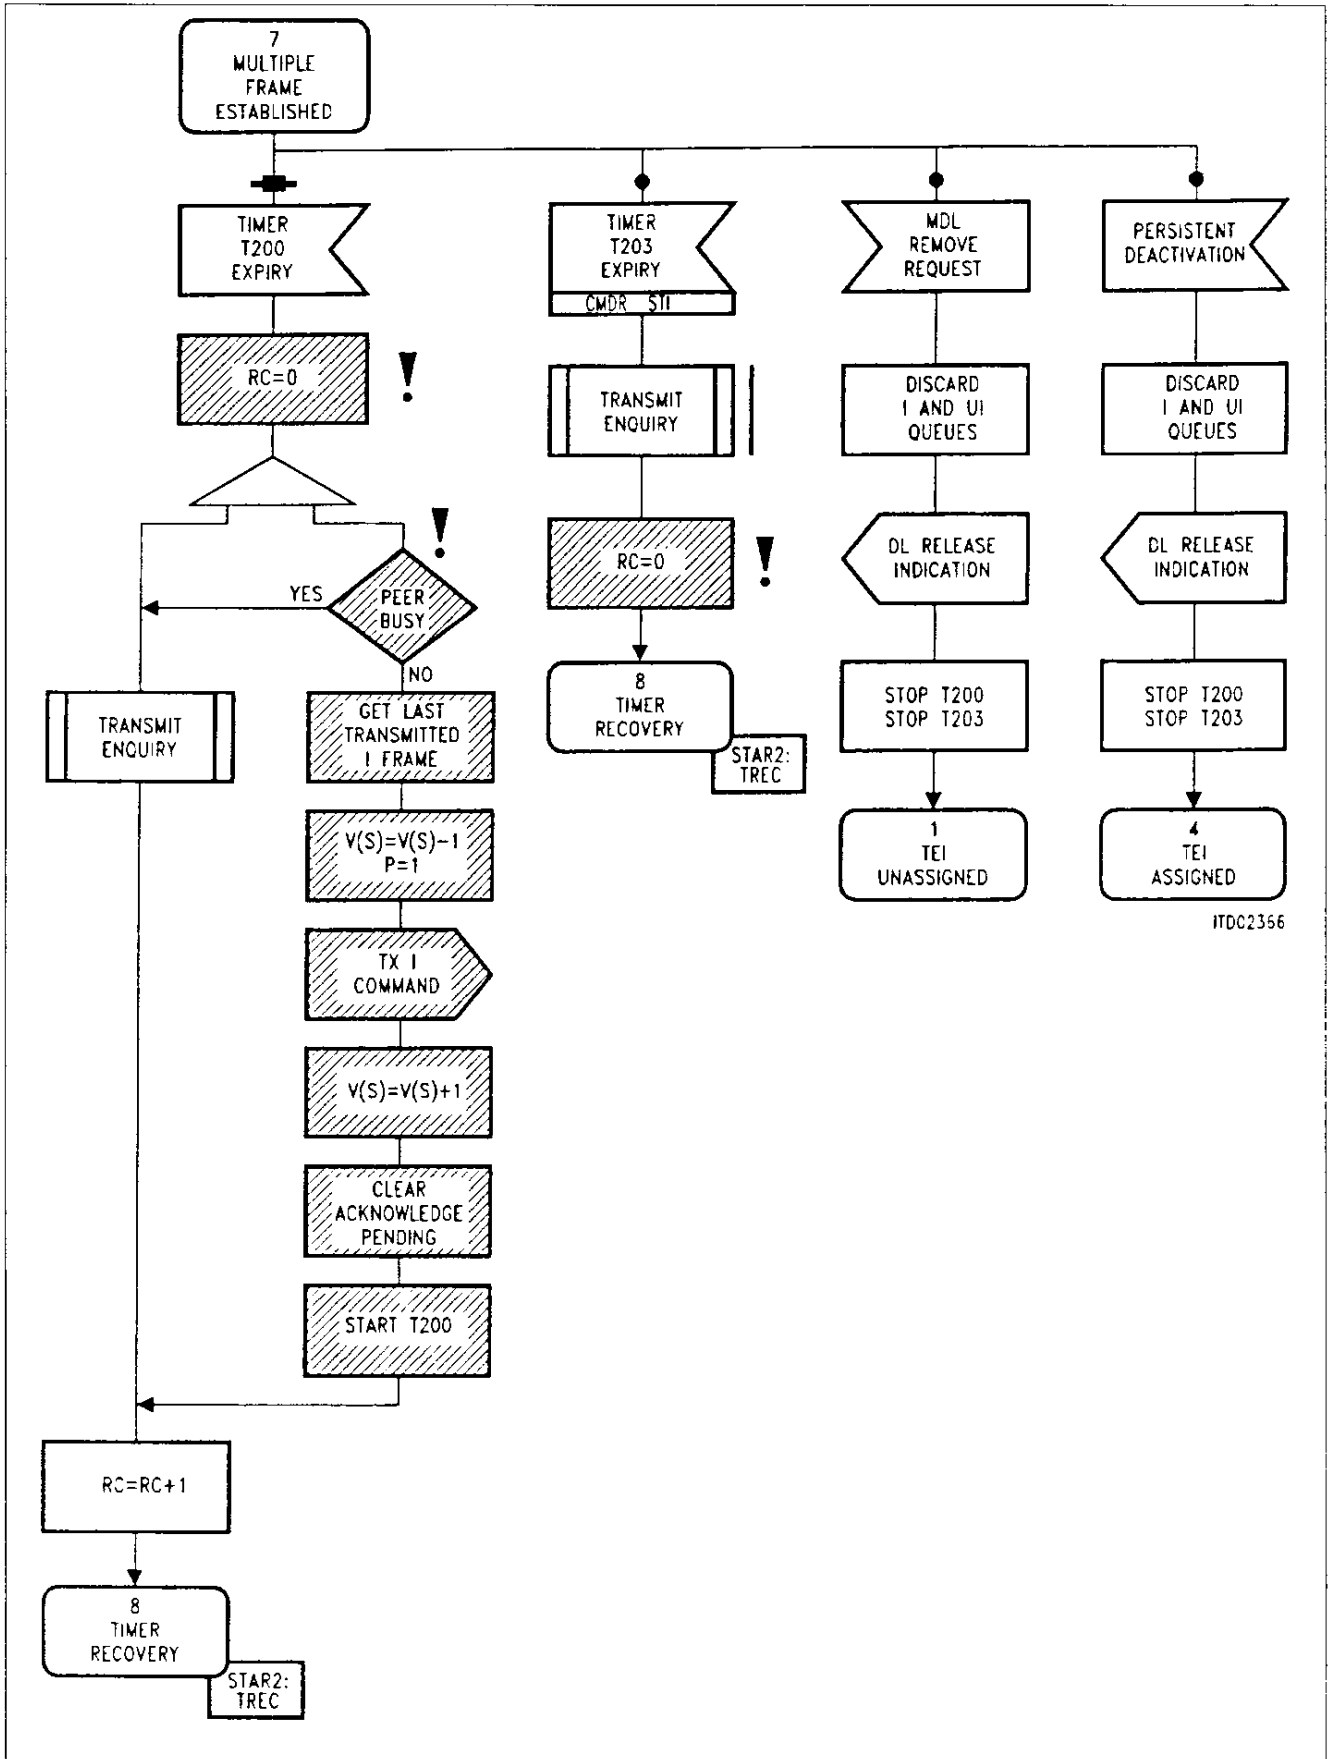 7
MULTIPLE
FRAME
ESTABLISHED
TIMER
T200
EXPIRY
RC=0
!
!
PEER
BUSY
YES
NO
TRANSMIT
ENQUIRY
GET LAST
TRANSMITTED
I FRAME
V(S)=V(S)-1
P=1
TX I
COMMAND
V(S)=V(S)+1
CLEAR
ACKNOWLEDGE
PENDING
START T200
RC=RC+1
8
TIMER
RECOVERY
STAR2:
TREC
TIMER
T203
EXPIRY
CMDR STI
TRANSMIT
ENQUIRY
RC=0
!
8
TIMER
RECOVERY
STAR2:
TREC
MDL
REMOVE
REQUEST
DISCARD
I AND UI
QUEUES
DL RELEASE
INDICATION
STOP T200
STOP T203
1
TEI
UNASSIGNED
PERSISTENT
DEACTIVATION
DISCARD
I AND UI
QUEUES
DL RELEASE
INDICATION
STOP T200
STOP T203
4
TEI
ASSIGNED
ITD02366